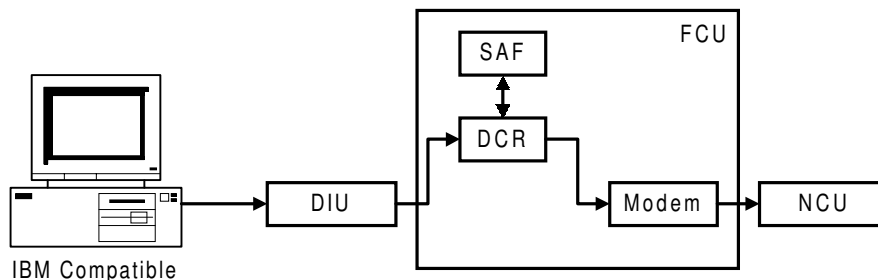 FCU
SAF
DCR
DIU
Modem
NCU
IBM Compatible